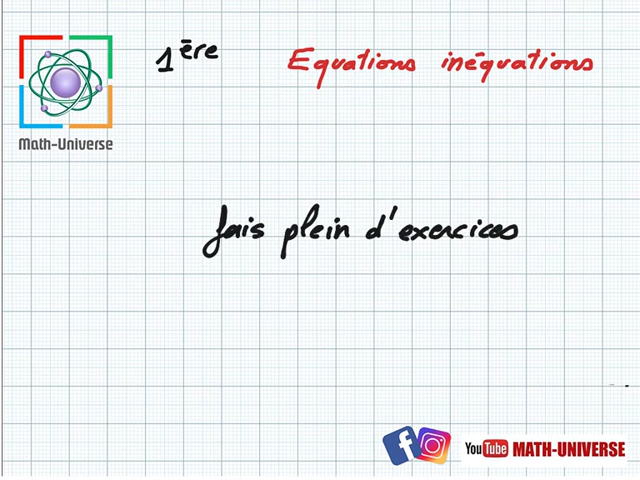 1ère Equations inéquations
Math-Universe
fais plein d'exercices
YouTube MATH-UNIVERSE